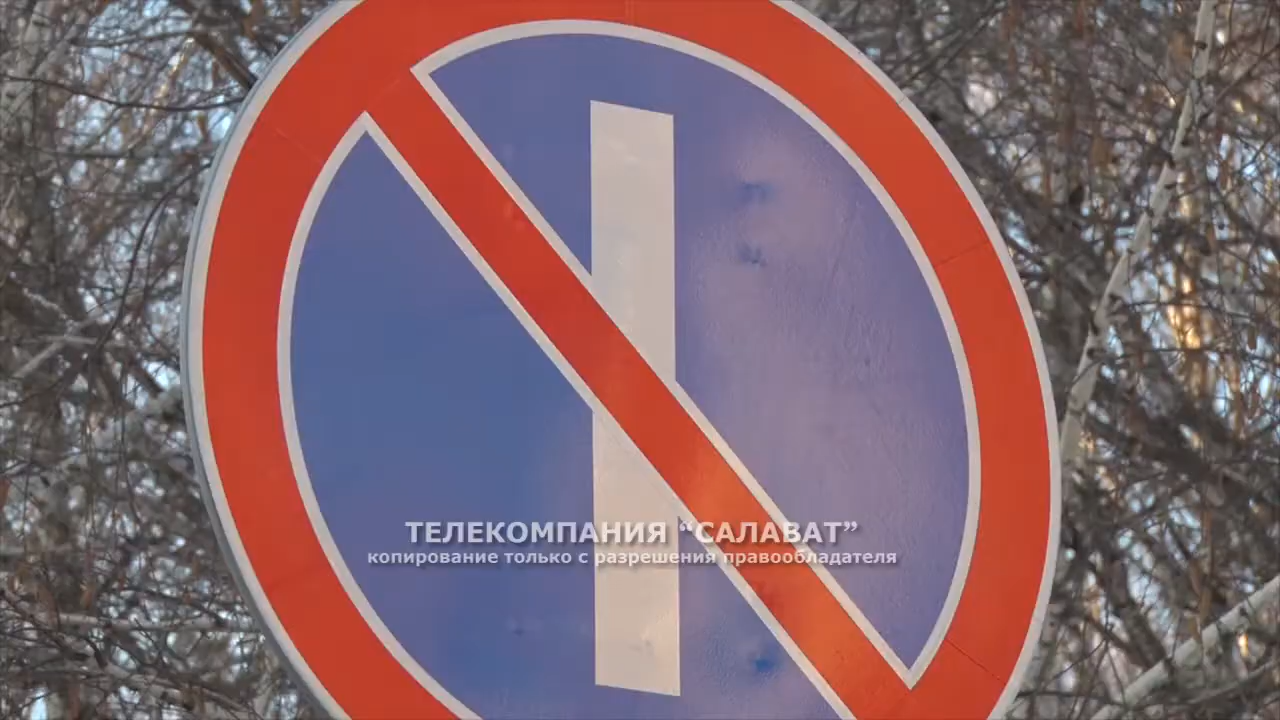 ТЕЛЕКОМПАНИЯ “САЛАВАТ”
копирование только с разрешения правообладателя